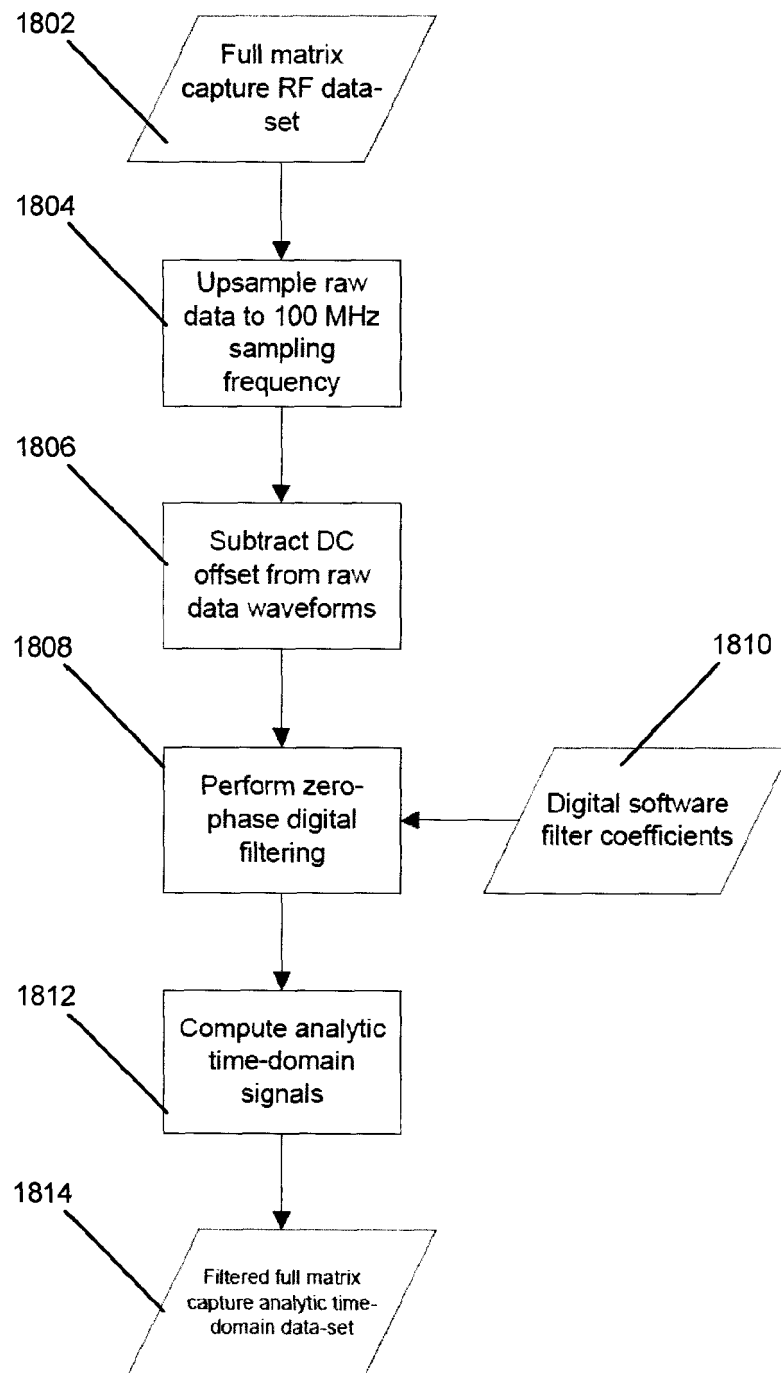 1802
Full matrix
capture RF data-
set
1804
Upsample raw
data to 100 MHz
sampling
frequency
1806
Subtract DC
offset from raw
data waveforms
1808
Perform zero-
phase digital
filtering
1810
Digital software
filter coefficients
1812
Compute analytic
time-domain
signals
1814
Filtered full matrix
capture analytic time-
domain data-set